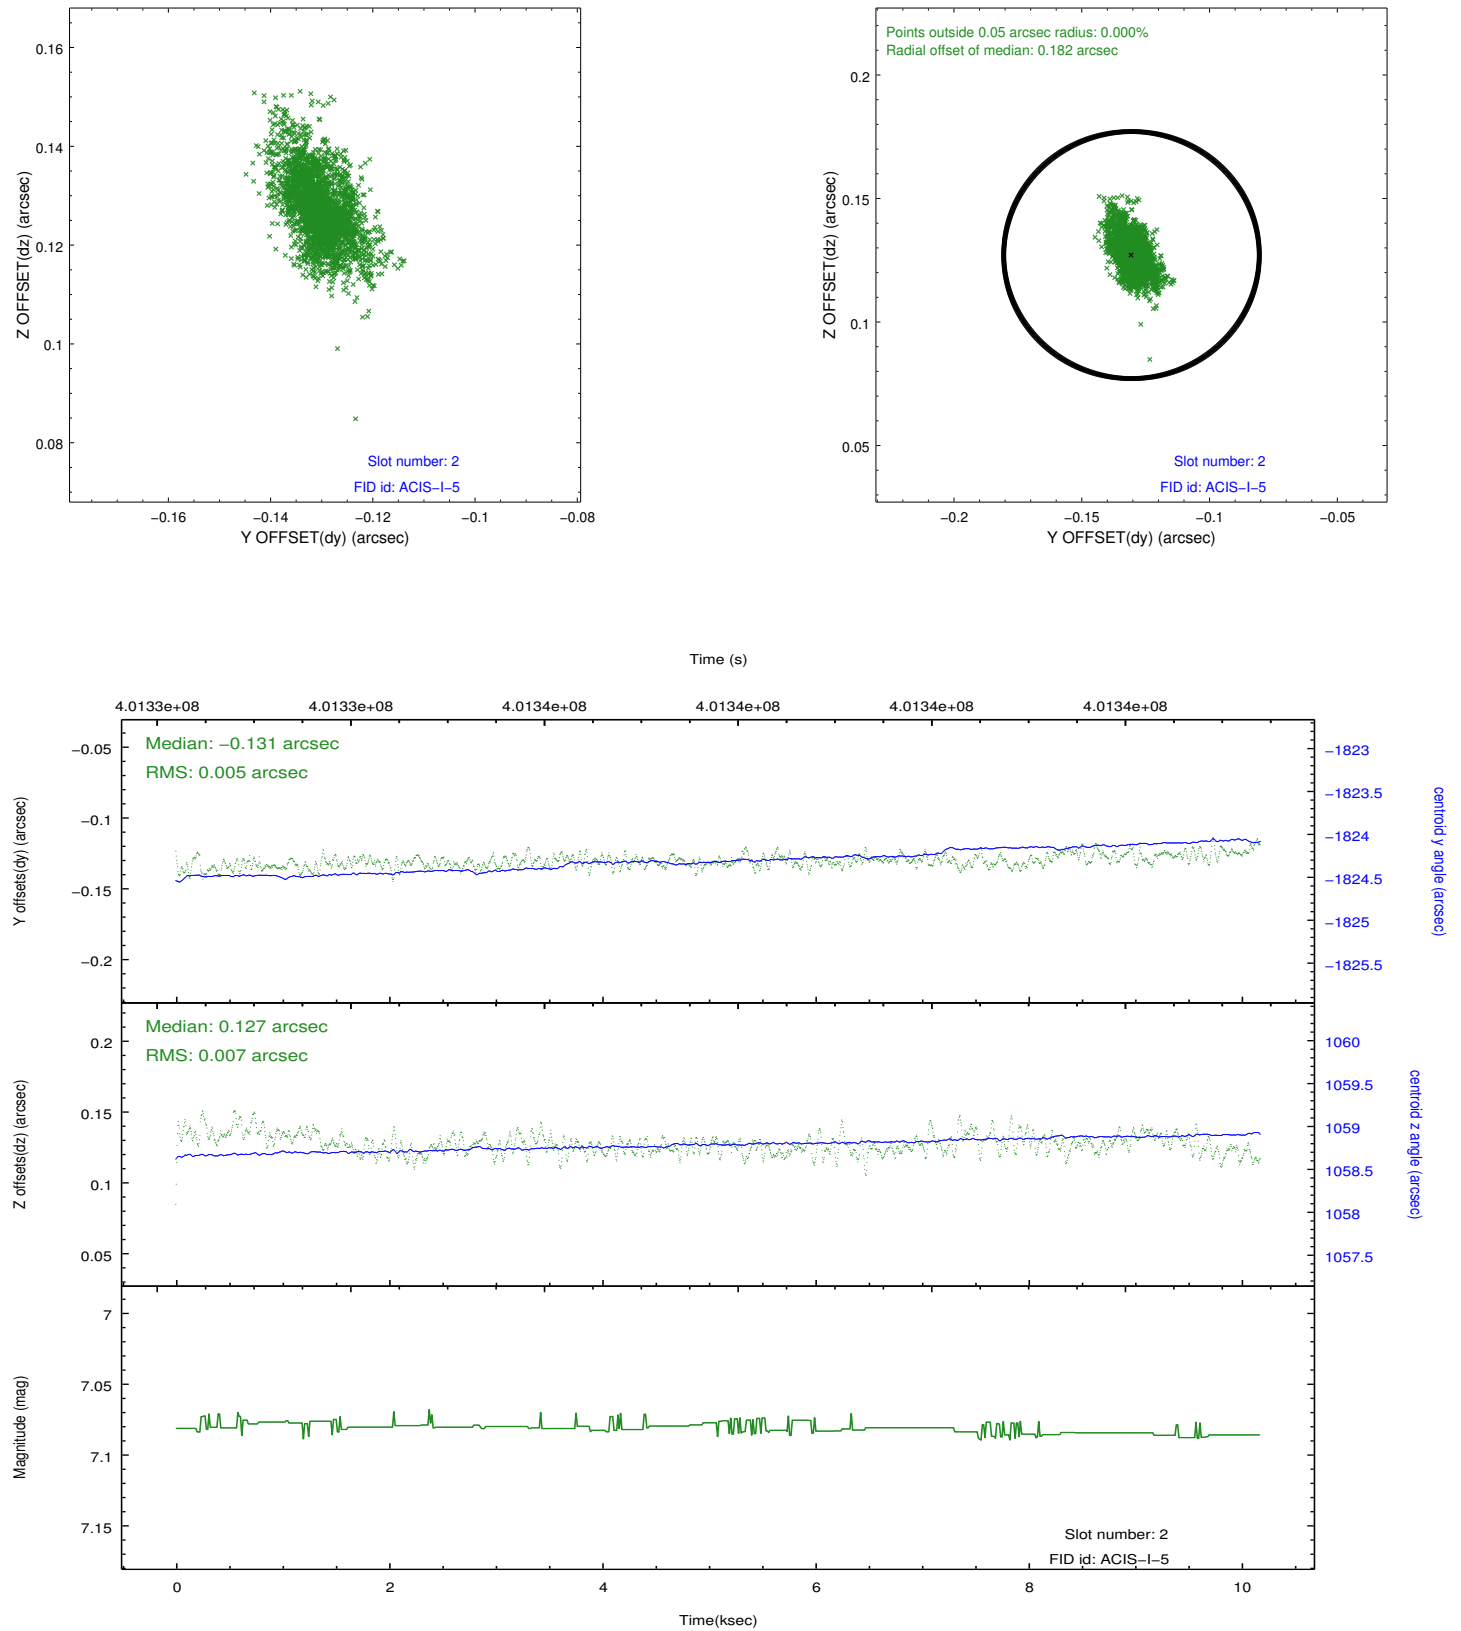 0.16
0.14
0.12
0.1
0.08
Z OFFSET(dz) (arcsec)
Slot number: 2
FID id: ACIS−I−5
−0.16 −0.14 −0.12 −0.1 −0.08
Y OFFSET(dy) (arcsec)
Points outside 0.05 arcsec radius: 0.000%
Radial offset of median: 0.182 arcsec
0.2
0.15
0.1
0.05
Z OFFSET(dz) (arcsec)
Slot number: 2
FID id: ACIS−I−5
−0.2 −0.15 −0.1 −0.05
Y OFFSET(dy) (arcsec)
Time (s)
4.0133e+08 4.0133e+08 4.0134e+08 4.0134e+08 4.0134e+08 4.0134e+08
Median: −0.131 arcsec
RMS: 0.005 arcsec
−0.05
−0.1
−0.15
−0.2
Y offsets(dy) (arcsec)
−1823
−1823.5
−1824
−1824.5
−1825
−1825.5
centroid y angle (arcsec)
Median: 0.127 arcsec
RMS: 0.007 arcsec
0.2
0.15
0.1
0.05
Z offsets(dz) (arcsec)
1060
1059.5
1059
1058.5
1058
1057.5
centroid z angle (arcsec)
7
7.05
7.1
7.15
Magnitude (mag)
Slot number: 2
FID id: ACIS−I−5
0 2 4 6 8 10
Time(ksec)